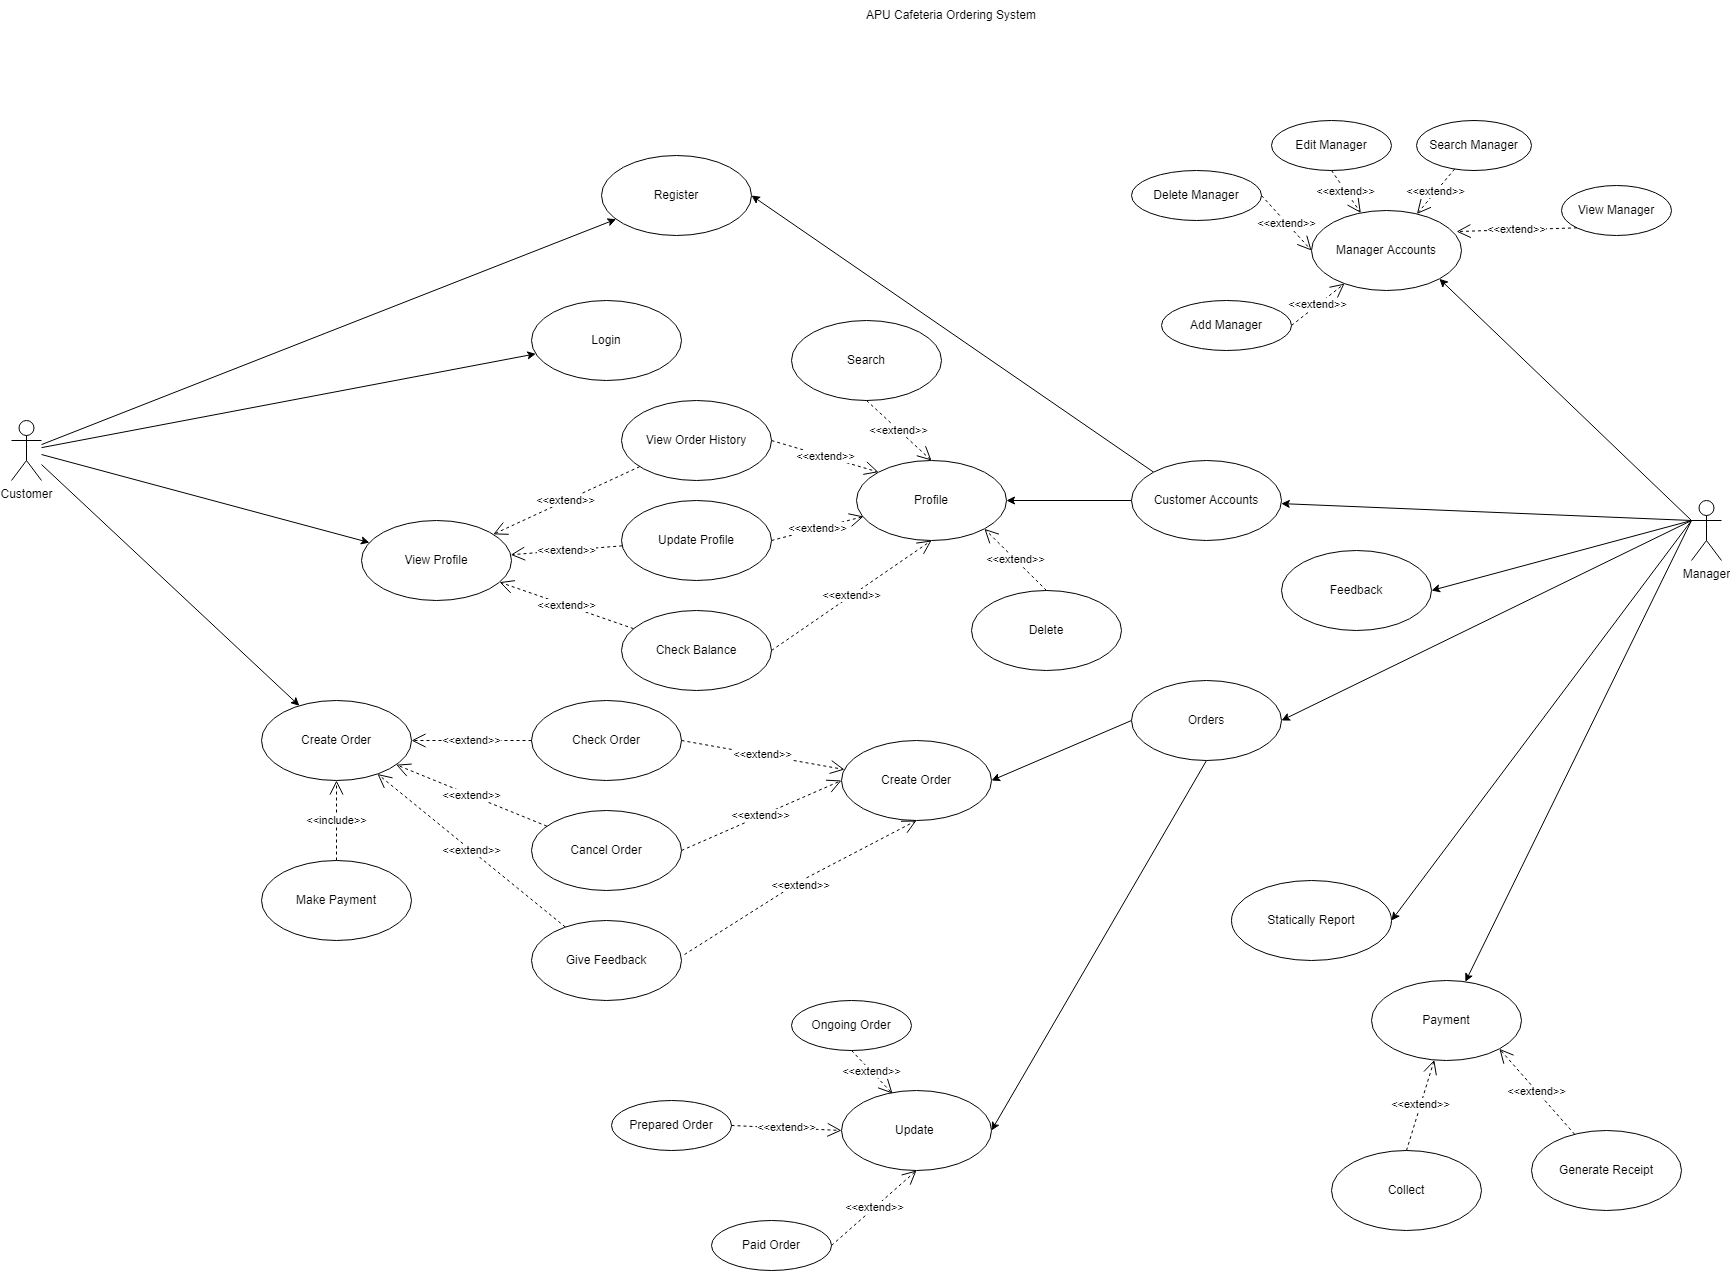 APU Cafeteria Ordering System
Edit Manager
Search Manager
Delete Manager
<<extend>>
<<extend>>
View Manager
Register
<<extend>>
<<extend>>
Manager Accounts
<<extend>>
Add Manager
Login
Search
Customer
View Order History
<<extend>>
<<extend>>
<<extend>>
Profile
Customer Accounts
Manager
Update Profile
<<extend>>
<<extend>>
View Profile
<<extend>>
Feedback
<<extend>>
<<extend>>
Check Balance
Delete
Orders
Create Order
<<extend>>
Check Order
<<extend>>
Create Order
<<extend>>
<<include>>
<<extend>>
<<extend>>
Cancel Order
<<extend>>
Make Payment
Give Feedback
Statically Report
Ongoing Order
Payment
<<extend>>
<<extend>>
<<extend>>
Prepared Order
<<extend>>
Update
Generate Receipt
Collect
<<extend>>
Paid Order